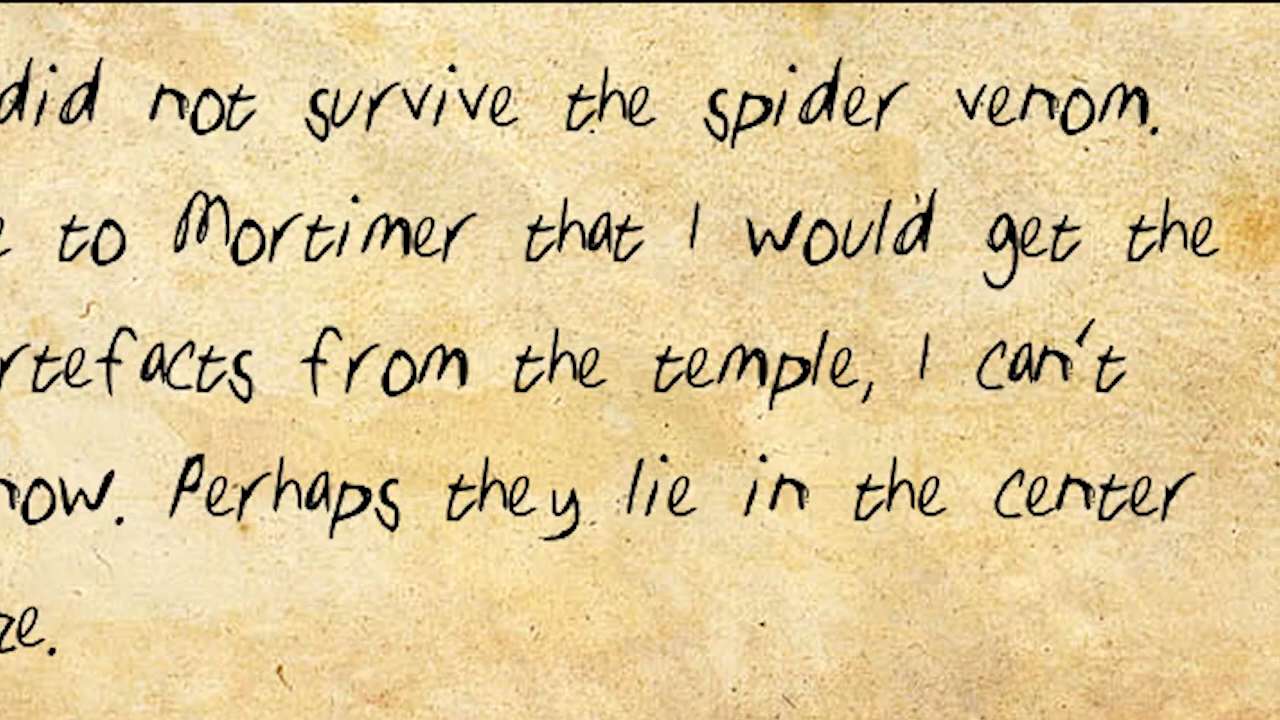 did not survive the spider venom.
to Mortimer that I would get the
rtefacts from the temple, I can't
now. Perhaps they lie in the center
ze.